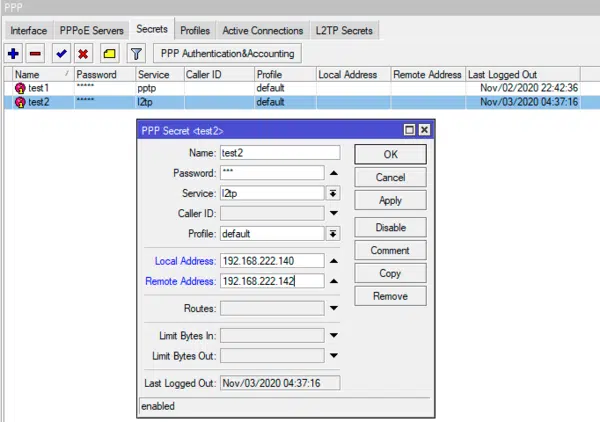 PPP
Interface PPPoE Servers Secrets Profiles Active Connections L2TP Secrets
PPP Authentication&Accounting
Name Password Service Caller ID Profile Local Address Remote Address Last Logged Out
test1 ***** pptp default Nov/02/2020 22:42:36
test2 ***** l2tp default Nov/03/2020 04:37:16
PPP Secret <test2>
Name: test2 OK
Password: *** Cancel
Service: l2tp Apply
Caller ID:
Profile: default Disable
Comment
Local Address: 192.168.222.140
Copy
Remote Address: 192.168.222.142
Remove
Routes:
Limit Bytes In:
Limit Bytes Out:
Last Logged Out: Nov/03/2020 04:37:16
enabled